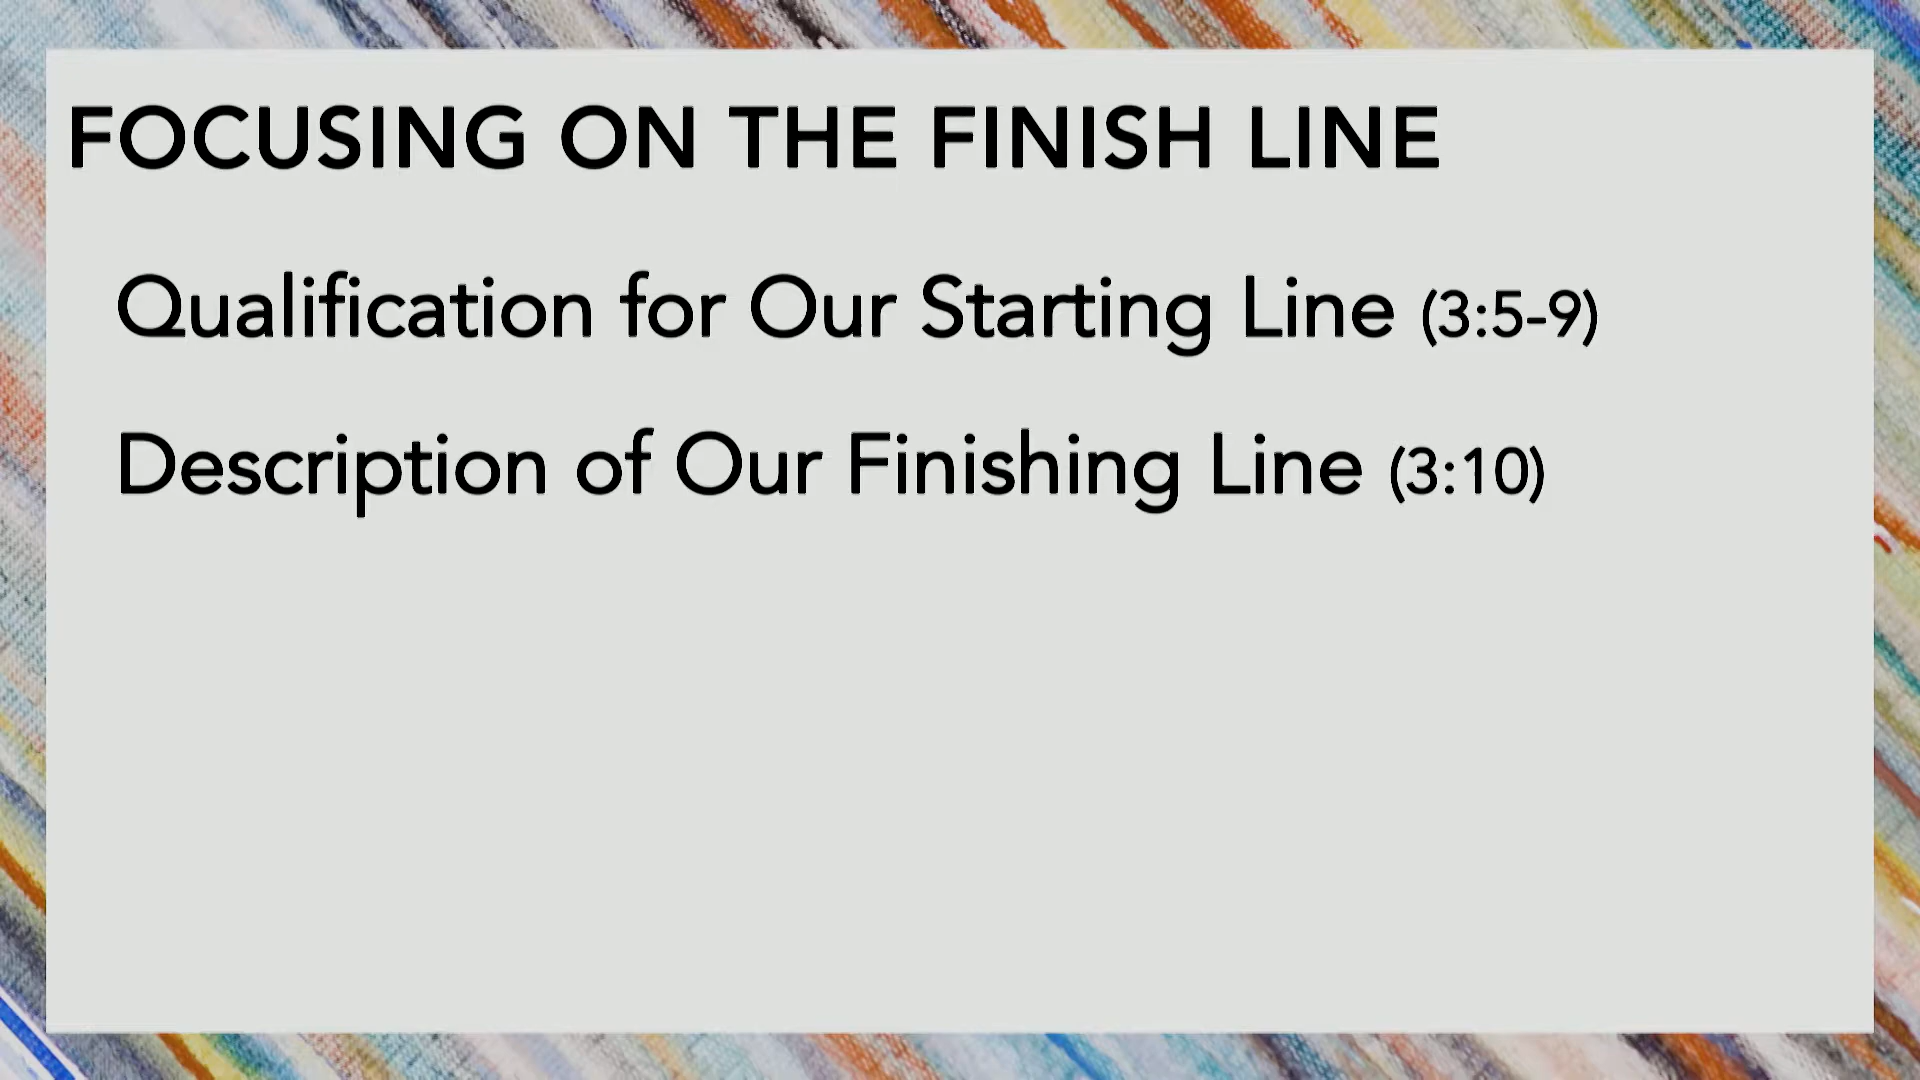 FOCUSING ON THE FINISH LINE
Qualification for Our Starting Line (3:5-9)
Description of Our Finishing Line (3:10)